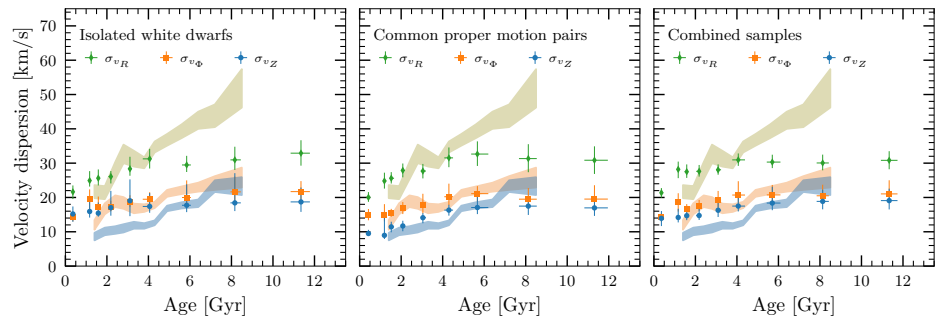 Velocity dispersion [km/s]
70
60
50
40
30
20
10
0
Isolated white dwarfs
σ_{v_R} σ_{v_Φ} σ_{v_Z}
Common proper motion pairs
σ_{v_R} σ_{v_Φ} σ_{v_Z}
Combined samples
σ_{v_R} σ_{v_Φ} σ_{v_Z}
0 2 4 6 8 10 12
0 2 4 6 8 10 12
0 2 4 6 8 10 12
Age [Gyr]
Age [Gyr]
Age [Gyr]